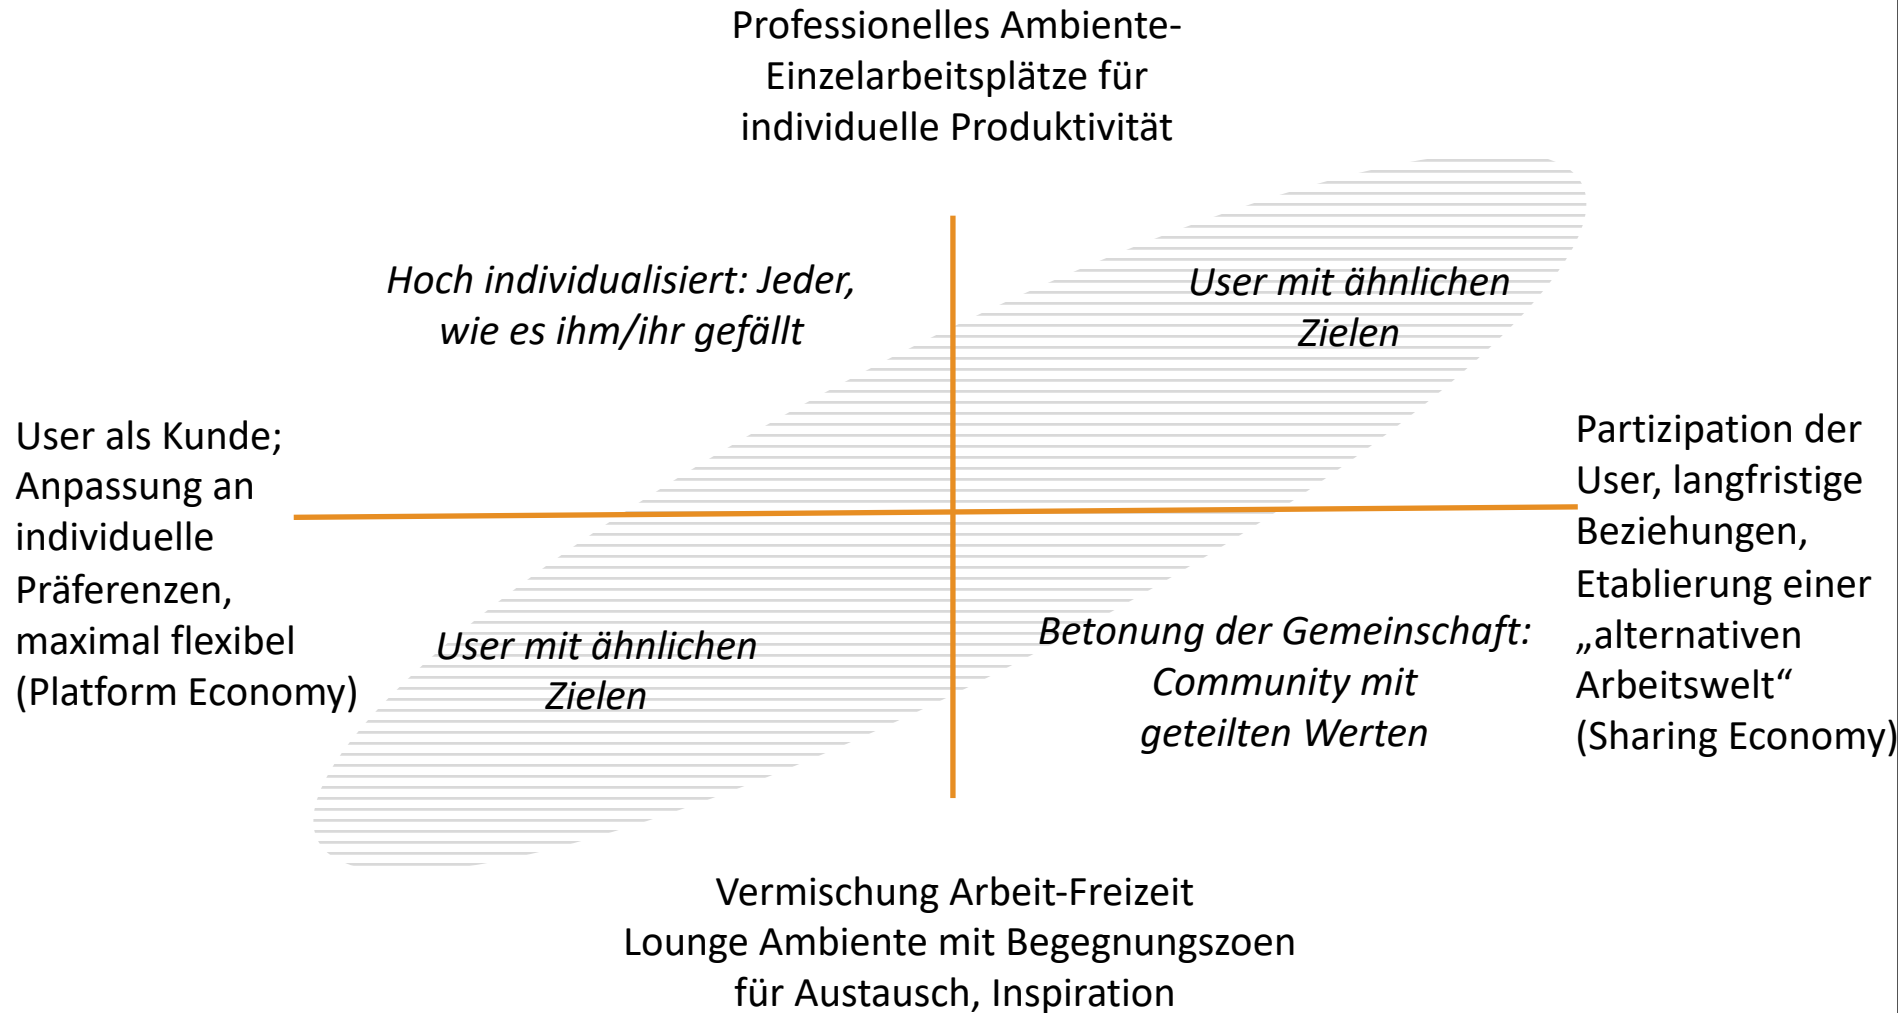 Professionelles Ambiente-
Einzelarbeitsplätze für
individuelle Produktivität
Hoch individualisiert: Jeder,
wie es ihm/ihr gefällt
User mit ähnlichen
Zielen
User als Kunde;
Anpassung an
individuelle
Präferenzen,
maximal flexibel
(Platform Economy)
Partizipation der
User, langfristige
Beziehungen,
Etablierung einer
„alternativen
Arbeitswelt“
(Sharing Economy)
User mit ähnlichen
Zielen
Betonung der Gemeinschaft:
Community mit
geteilten Werten
Vermischung Arbeit-Freizeit
Lounge Ambiente mit Begegnungszoen
für Austausch, Inspiration